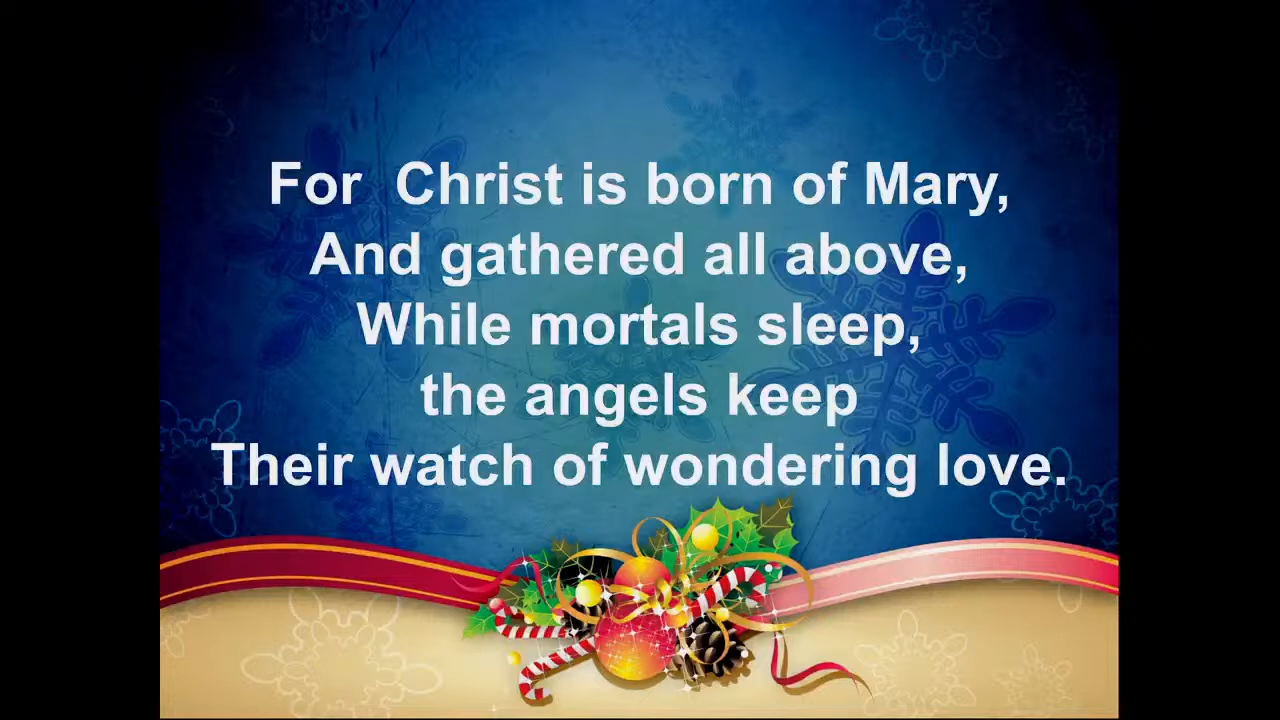 For  Christ is born of Mary,
And gathered all above,
While mortals sleep,
the angels keep
Their watch of wondering love.